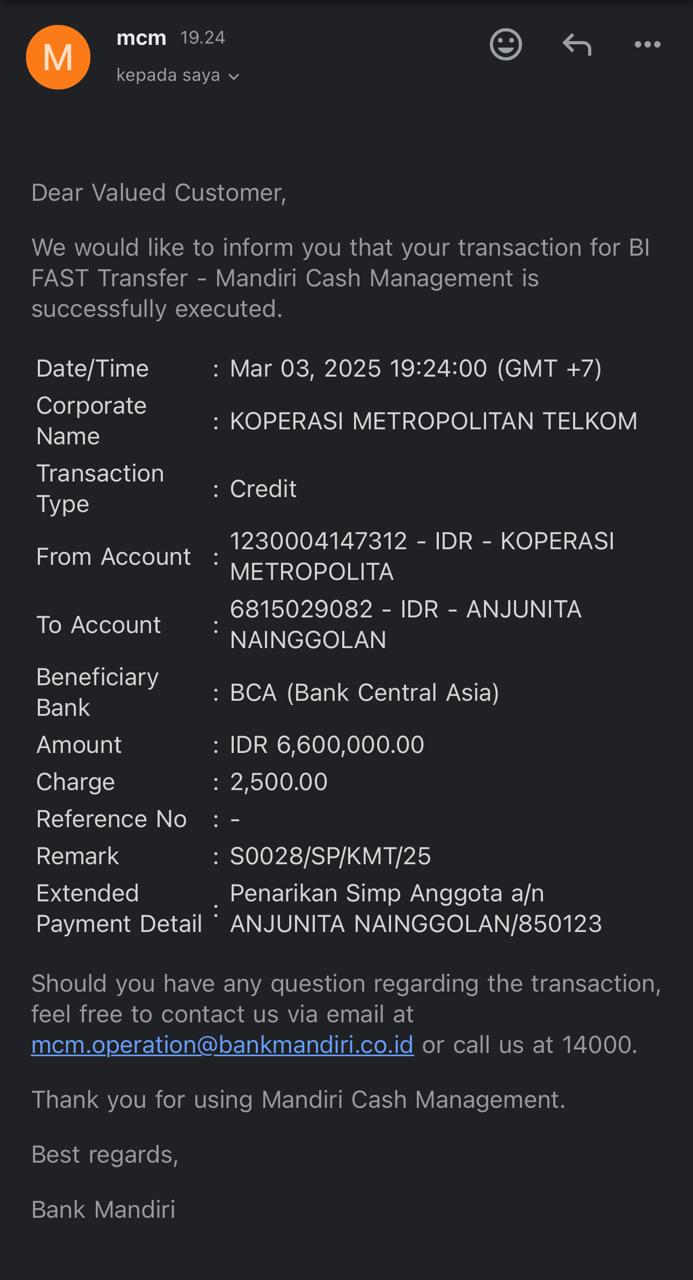 M
mcm 19.24
kepada saya
Dear Valued Customer,
We would like to inform you that your transaction for BI
FAST Transfer - Mandiri Cash Management is
successfully executed.
Date/Time : Mar 03, 2025 19:24:00 (GMT +7)
Corporate
Name : KOPERASI METROPOLITAN TELKOM
Transaction
Type : Credit
From Account : 1230004147312 - IDR - KOPERASI
METROPOLITA
To Account : 6815029082 - IDR - ANJUNITA
NAINGGOLAN
Beneficiary
Bank : BCA (Bank Central Asia)
Amount : IDR 6,600,000.00
Charge : 2,500.00
Reference No : -
Remark : S0028/SP/KMT/25
Extended Payment Detail : Penarikan Simp Anggota a/n
ANJUNITA NAINGGOLAN/850123
Should you have any question regarding the transaction,
feel free to contact us via email at
mcm.operation@bankmandiri.co.id or call us at 14000.
Thank you for using Mandiri Cash Management.
Best regards,
Bank Mandiri